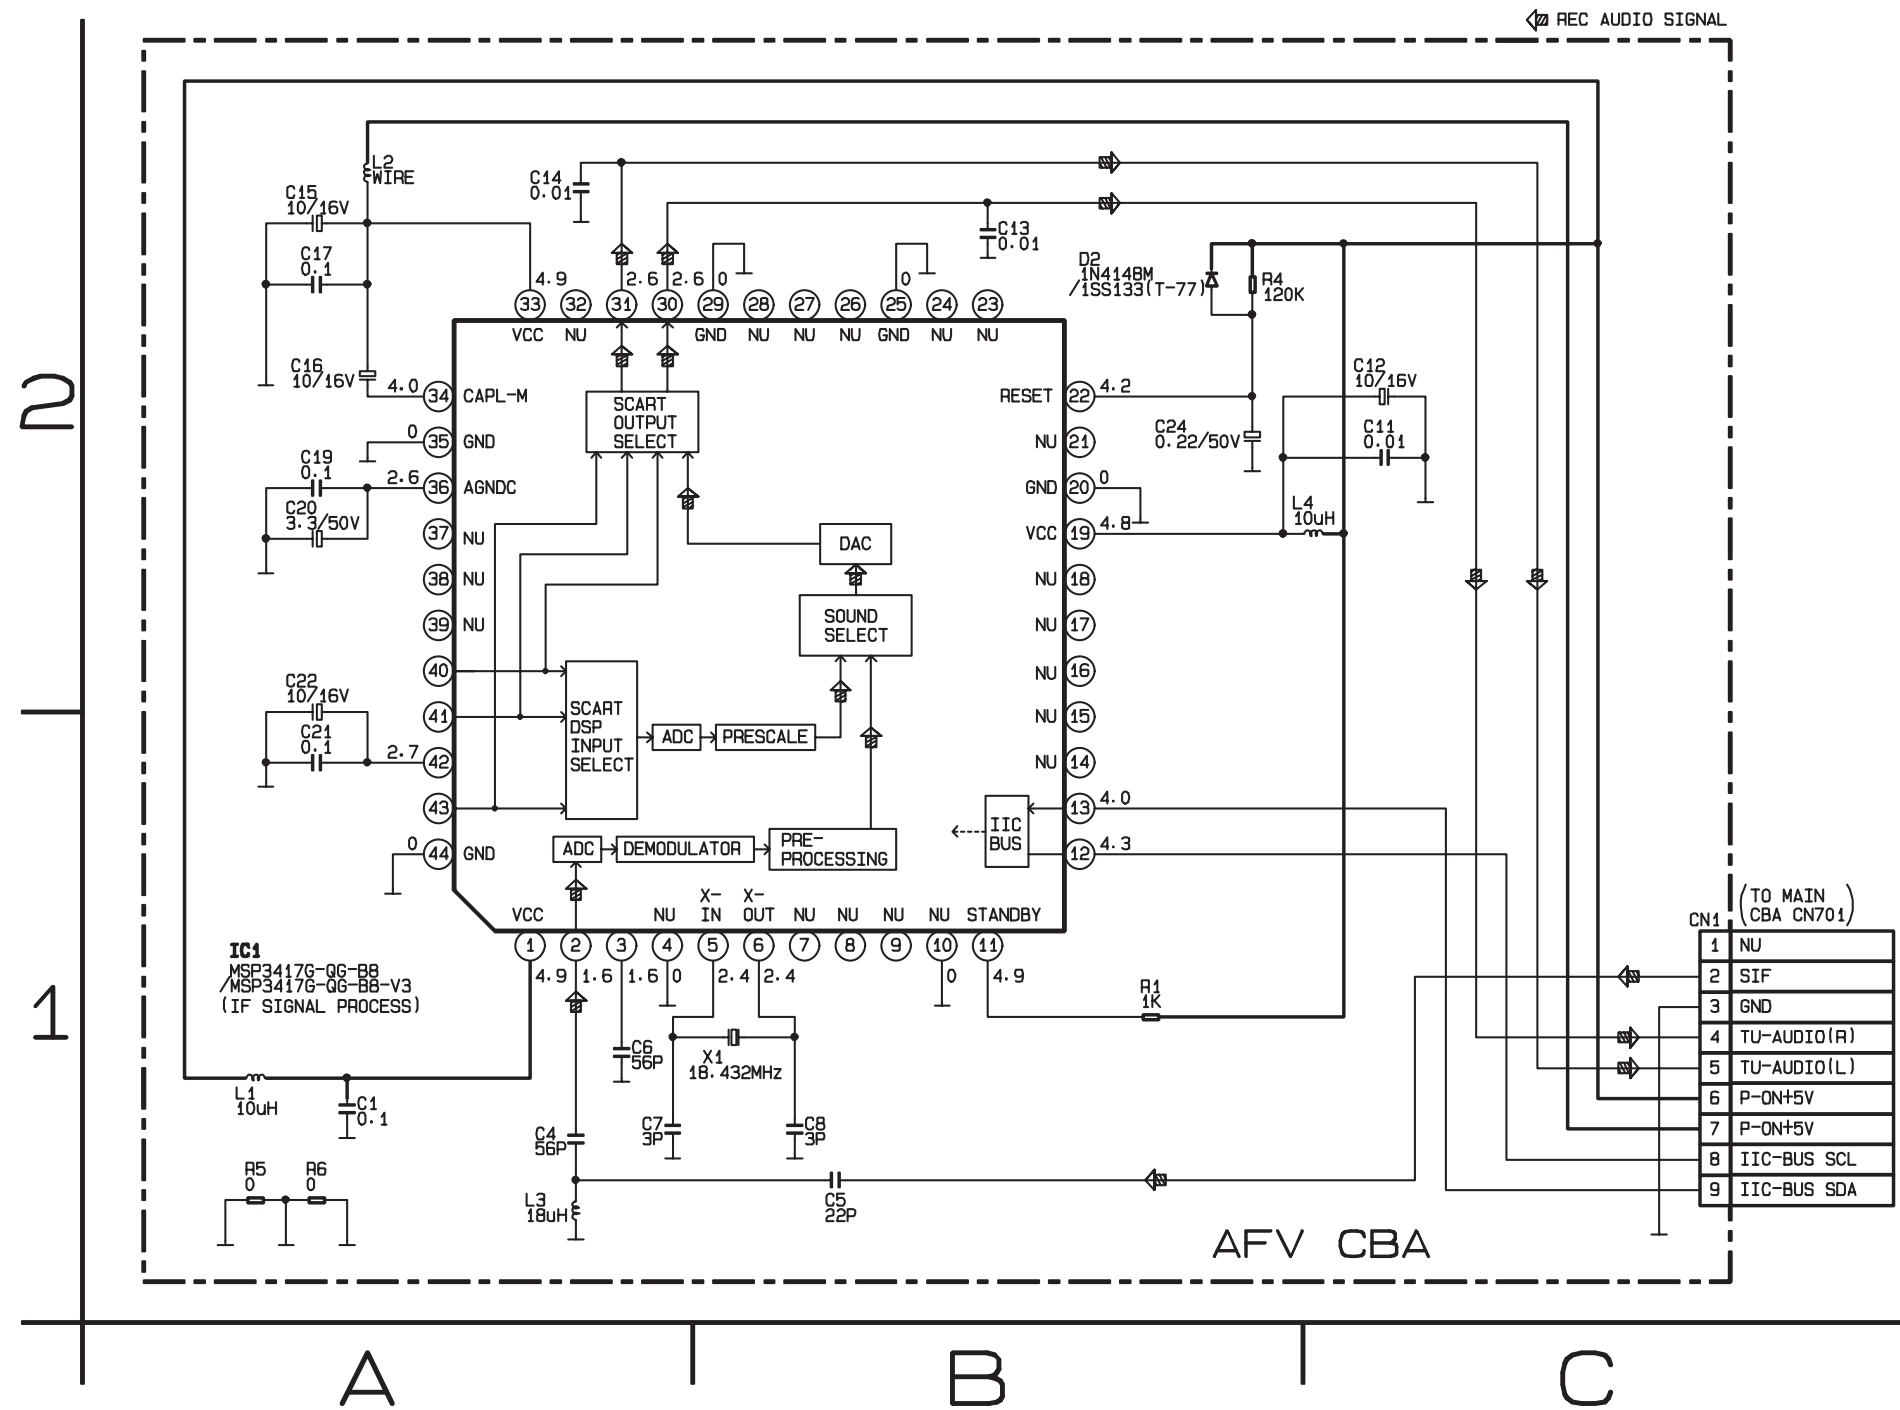 REC AUDIO SIGNAL
L2
WIRE
C15
10/16V
C17
0.1
C14
0.01
C13
0.01
4.9
2.6
2.6
0
0
33
32
31
30
29
28
27
26
25
24
23
VCC
NU
GND
NU
NU
NU
GND
NU
NU
D2
1N4148M
/1SS133(T-77)
R4
120K
C16
10/16V
4.0
34
CAPL-M
0
35
GND
C19
0.1
2.6
36
AGNDC
C20
3.3/50V
37
NU
38
NU
39
NU
40
41
C22
10/16V
C21
0.1
2.7
42
43
0
44
GND
SCART
OUTPUT
SELECT
DAC
SOUND
SELECT
SCART
DSP
INPUT
SELECT
ADC
PRESCALE
ADC
DEMODULATOR
PRE-
PROCESSING
IIC
BUS
RESET
22
4.2
NU
21
GND
20
0
VCC
19
4.8
NU
18
NU
17
NU
16
NU
15
NU
14
13
4.0
12
4.3
C24
0.22/50V
C12
10/16V
C11
0.01
L4
10uH
VCC
NU
X-
IN
X-
OUT
NU
NU
NU
NU
STANDBY
1
2
3
4
5
6
7
8
9
10
11
4.9
1.6
1.6
0
2.4
2.4
0
4.9
IC1
MSP3417G-QG-B8
/MSP3417G-QG-B8-V3
(IF SIGNAL PROCESS)
R1
1K
C6
56P
X1
18.432MHz
L1
10uH
C1
0.1
C4
56P
C7
3P
C8
3P
R5
0
R6
0
L3
18uH
C5
22P
CN1
(TO MAIN
CBA CN701)
1 NU
2 SIF
3 GND
4 TU-AUDIO(R)
5 TU-AUDIO(L)
6 P-ON+5V
7 P-ON+5V
8 IIC-BUS SCL
9 IIC-BUS SDA
AFV CBA
2
1
A
B
C